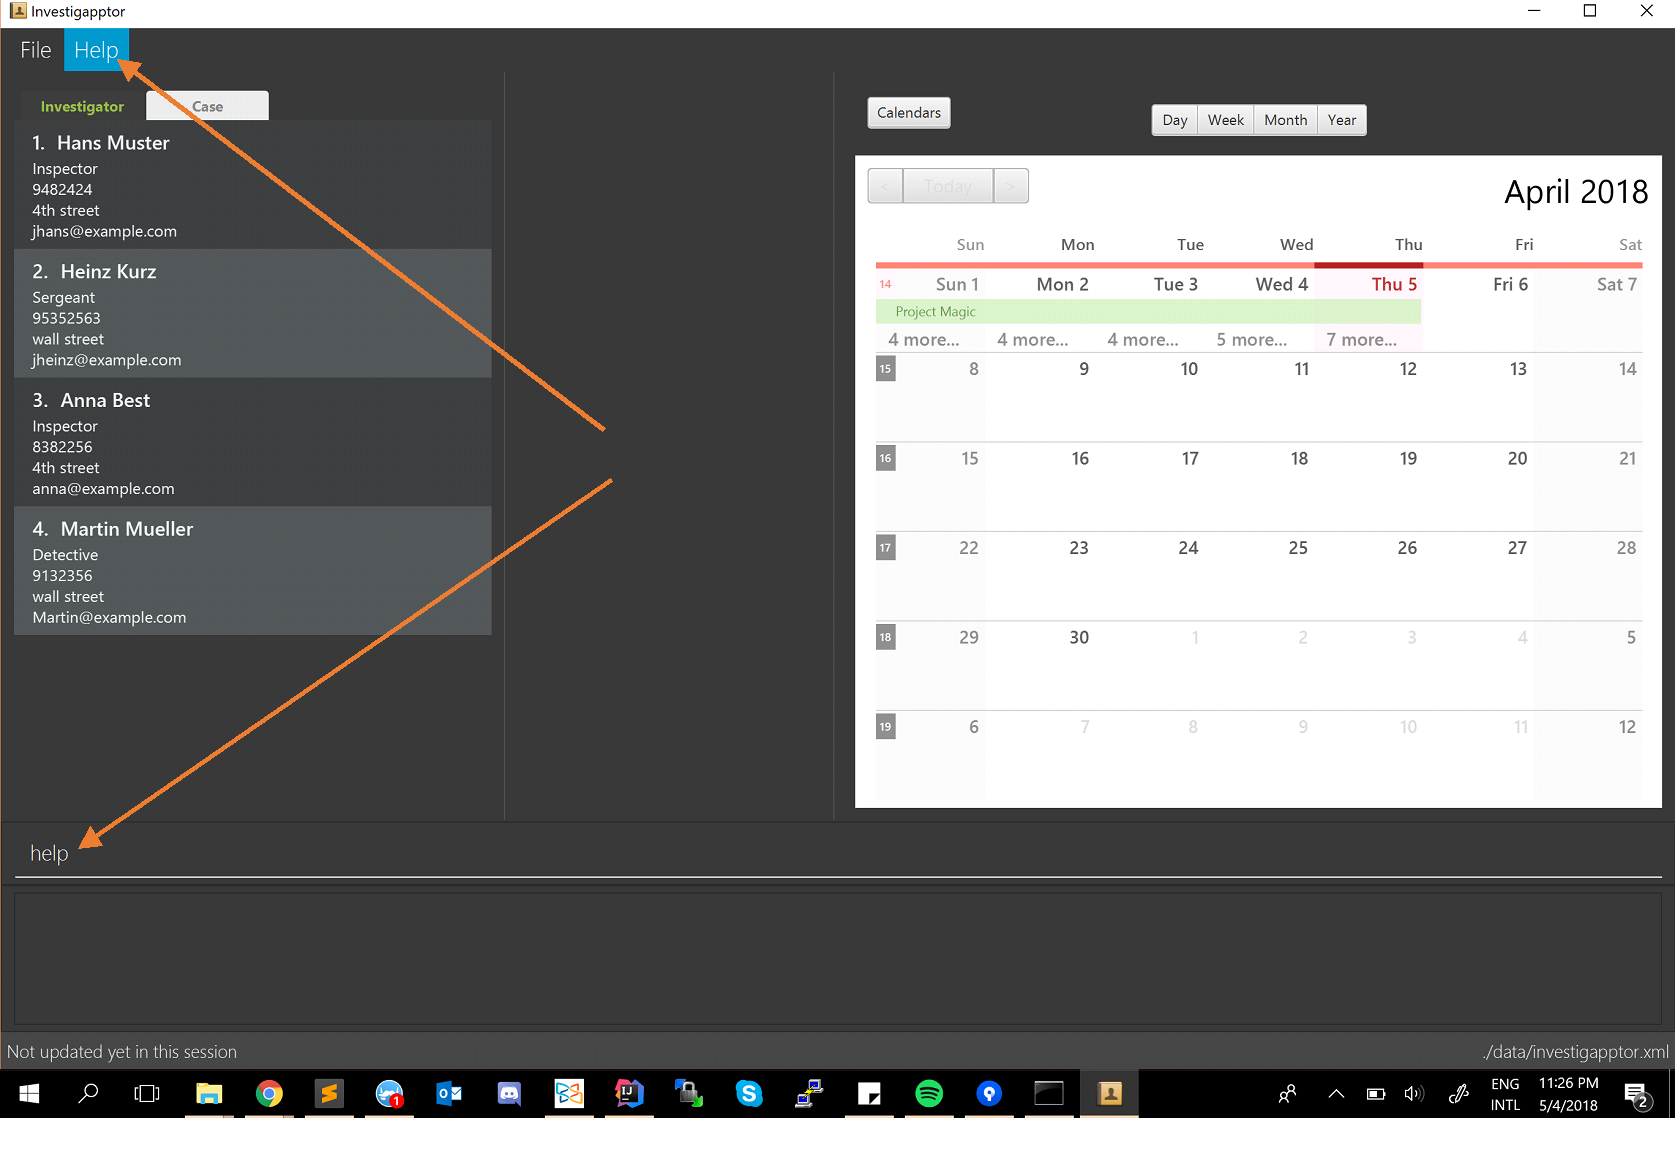 Investigapptor
File Help
Investigator Case
1. Hans Muster
Inspector
9482424
4th street
jhans@example.com
2. Heinz Kurz
Sergeant
95352563
wall street
jheinz@example.com
3. Anna Best
Inspector
8382256
4th street
anna@example.com
4. Martin Mueller
Detective
9132356
wall street
Martin@example.com
Calendars
Day Week Month Year
< Today >
April 2018
Sun Mon Tue Wed Thu Fri Sat
14 Sun 1 Mon 2 Tue 3 Wed 4 Thu 5 Fri 6 Sat 7
Project Magic
4 more... 4 more... 4 more... 5 more... 7 more...
15 8 9 10 11 12 13 14
16 15 16 17 18 19 20 21
17 22 23 24 25 26 27 28
18 29 30 1 2 3 4 5
19 6 7 8 9 10 11 12
help
Not updated yet in this session
./data/investigapptor.xml
1
IJ
ENG
INTL
11:26 PM
5/4/2018
2